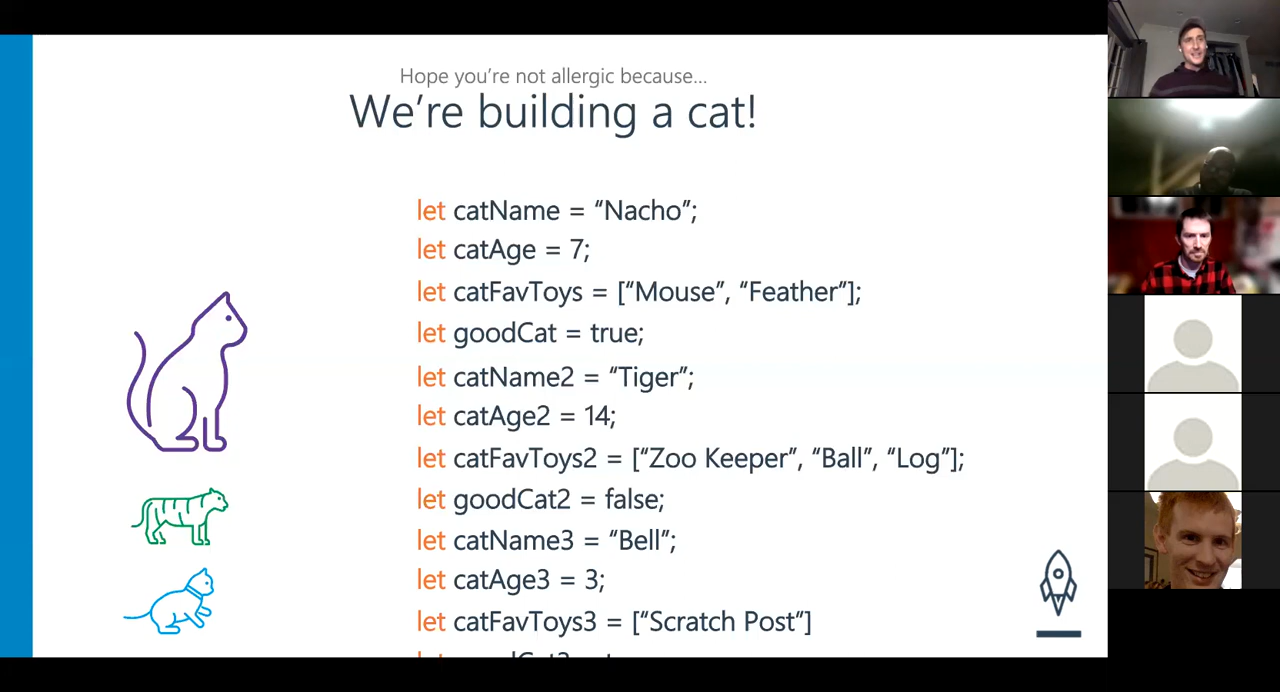 Hope you’re not allergic because...
We’re building a cat!
let catName = “Nacho”;
let catAge = 7;
let catFavToys = [“Mouse”, “Feather”];
let goodCat = true;
let catName2 = “Tiger”;
let catAge2 = 14;
let catFavToys2 = [“Zoo Keeper”, “Ball”, “Log”];
let goodCat2 = false;
let catName3 = “Bell”;
let catAge3 = 3;
let catFavToys3 = [“Scratch Post”]